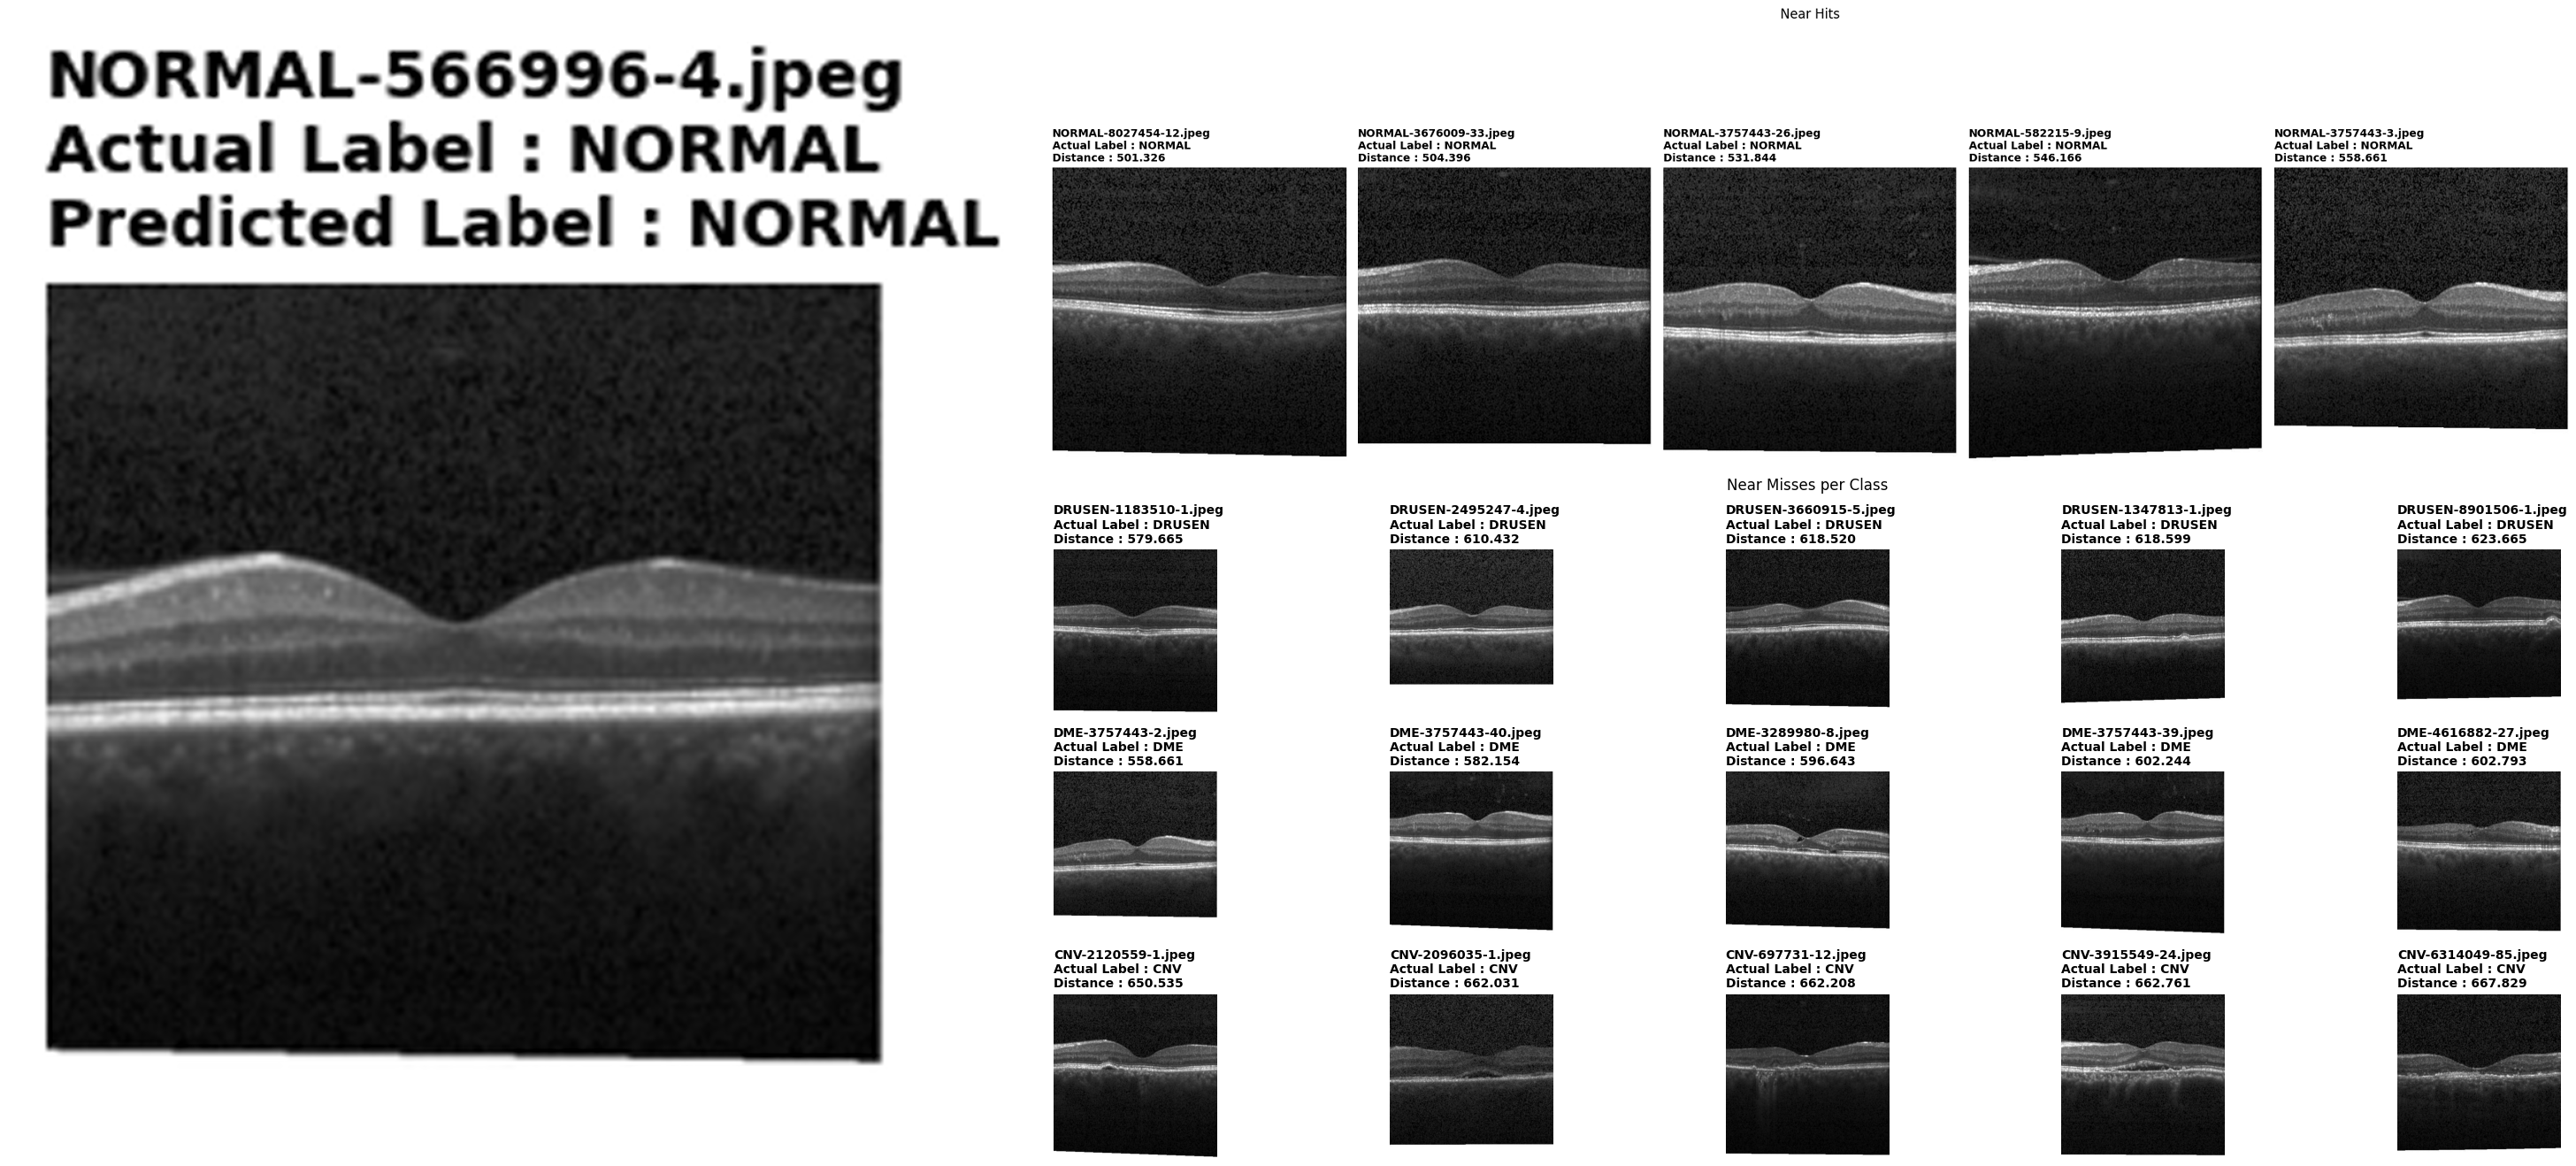 NORMAL-566996-4.jpeg
Actual Label : NORMAL
Predicted Label : NORMAL
Near Hits
NORMAL-8027454-12.jpeg
Actual Label : NORMAL
Distance : 501.326
NORMAL-3676009-33.jpeg
Actual Label : NORMAL
Distance : 504.396
NORMAL-3757443-26.jpeg
Actual Label : NORMAL
Distance : 531.844
NORMAL-582215-9.jpeg
Actual Label : NORMAL
Distance : 546.166
NORMAL-3757443-3.jpeg
Actual Label : NORMAL
Distance : 558.661
Near Misses per Class
DRUSEN-1183510-1.jpeg
Actual Label : DRUSEN
Distance : 579.665
DRUSEN-2495247-4.jpeg
Actual Label : DRUSEN
Distance : 610.432
DRUSEN-3660915-5.jpeg
Actual Label : DRUSEN
Distance : 618.520
DRUSEN-1347813-1.jpeg
Actual Label : DRUSEN
Distance : 618.599
DRUSEN-8901506-1.jpeg
Actual Label : DRUSEN
Distance : 623.665
DME-3757443-2.jpeg
Actual Label : DME
Distance : 558.661
DME-3757443-40.jpeg
Actual Label : DME
Distance : 582.154
DME-3289980-8.jpeg
Actual Label : DME
Distance : 596.643
DME-3757443-39.jpeg
Actual Label : DME
Distance : 602.244
DME-4616882-27.jpeg
Actual Label : DME
Distance : 602.793
CNV-2120559-1.jpeg
Actual Label : CNV
Distance : 650.535
CNV-2096035-1.jpeg
Actual Label : CNV
Distance : 662.031
CNV-697731-12.jpeg
Actual Label : CNV
Distance : 662.208
CNV-3915549-24.jpeg
Actual Label : CNV
Distance : 662.761
CNV-6314049-85.jpeg
Actual Label : CNV
Distance : 667.829